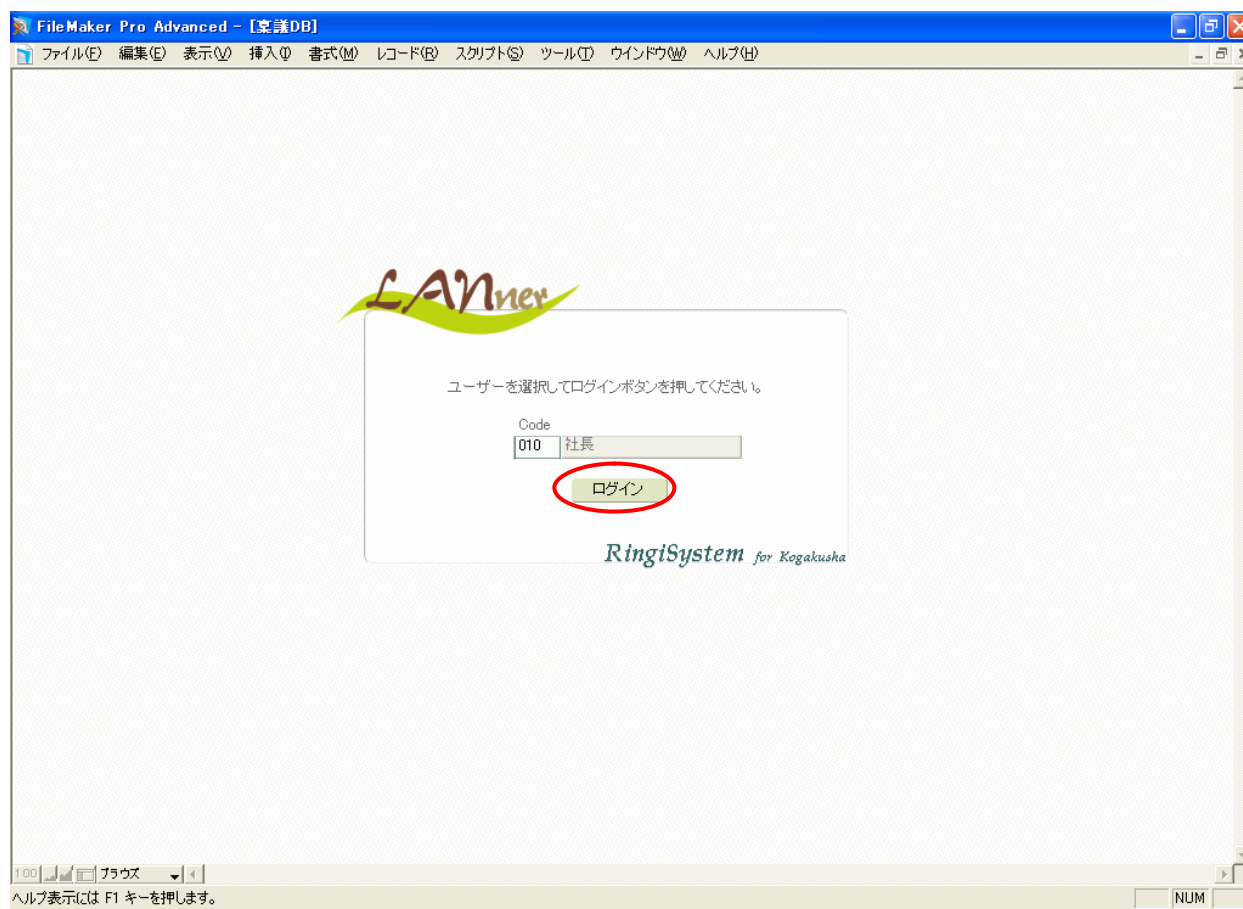 FileMaker Pro Advanced - [稟議DB]
ファイル(F) 編集(E) 表示(V) 挿入(I) 書式(M) レコード(R) スクリプト(S) ツール(T) ウインドウ(W) ヘルプ(H)
LANner
ユーザーを選択してログインボタンを押してください。
Code
010 社長
ログイン
RingiSystem for Kogakusha
100 ブラウズ
ヘルプ表示には F1 キーを押します。 NUM